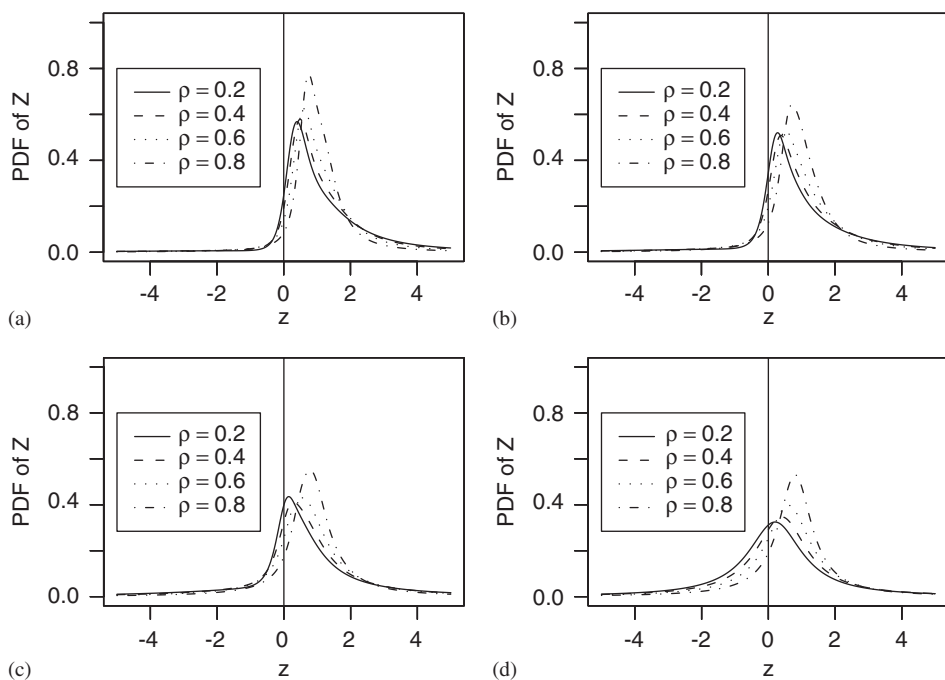 PDF of Z
0.8
0.4
0.0
ρ = 0.2
ρ = 0.4
ρ = 0.6
ρ = 0.8
-4 -2 0 2 4
(a) z
PDF of Z
0.8
0.4
0.0
ρ = 0.2
ρ = 0.4
ρ = 0.6
ρ = 0.8
-4 -2 0 2 4
(b) z
PDF of Z
0.8
0.4
0.0
ρ = 0.2
ρ = 0.4
ρ = 0.6
ρ = 0.8
-4 -2 0 2 4
(c) z
PDF of Z
0.8
0.4
0.0
ρ = 0.2
ρ = 0.4
ρ = 0.6
ρ = 0.8
-4 -2 0 2 4
(d) z